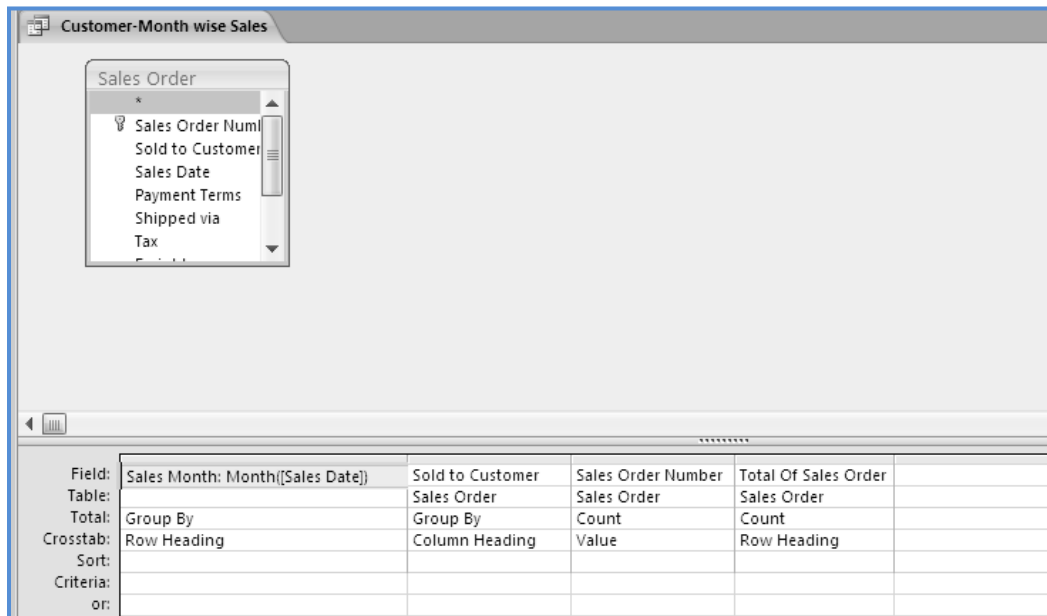 Customer-Month wise Sales
Sales Order
*
Sales Order Numl
Sold to Customer
Sales Date
Payment Terms
Shipped via
Tax
Field: Sales Month: Month([Sales Date]) Sold to Customer Sales Order Number Total Of Sales Order
Table: Sales Order Sales Order Sales Order
Total: Group By Group By Count Count
Crosstab: Row Heading Column Heading Value Row Heading
Sort:
Criteria:
or: